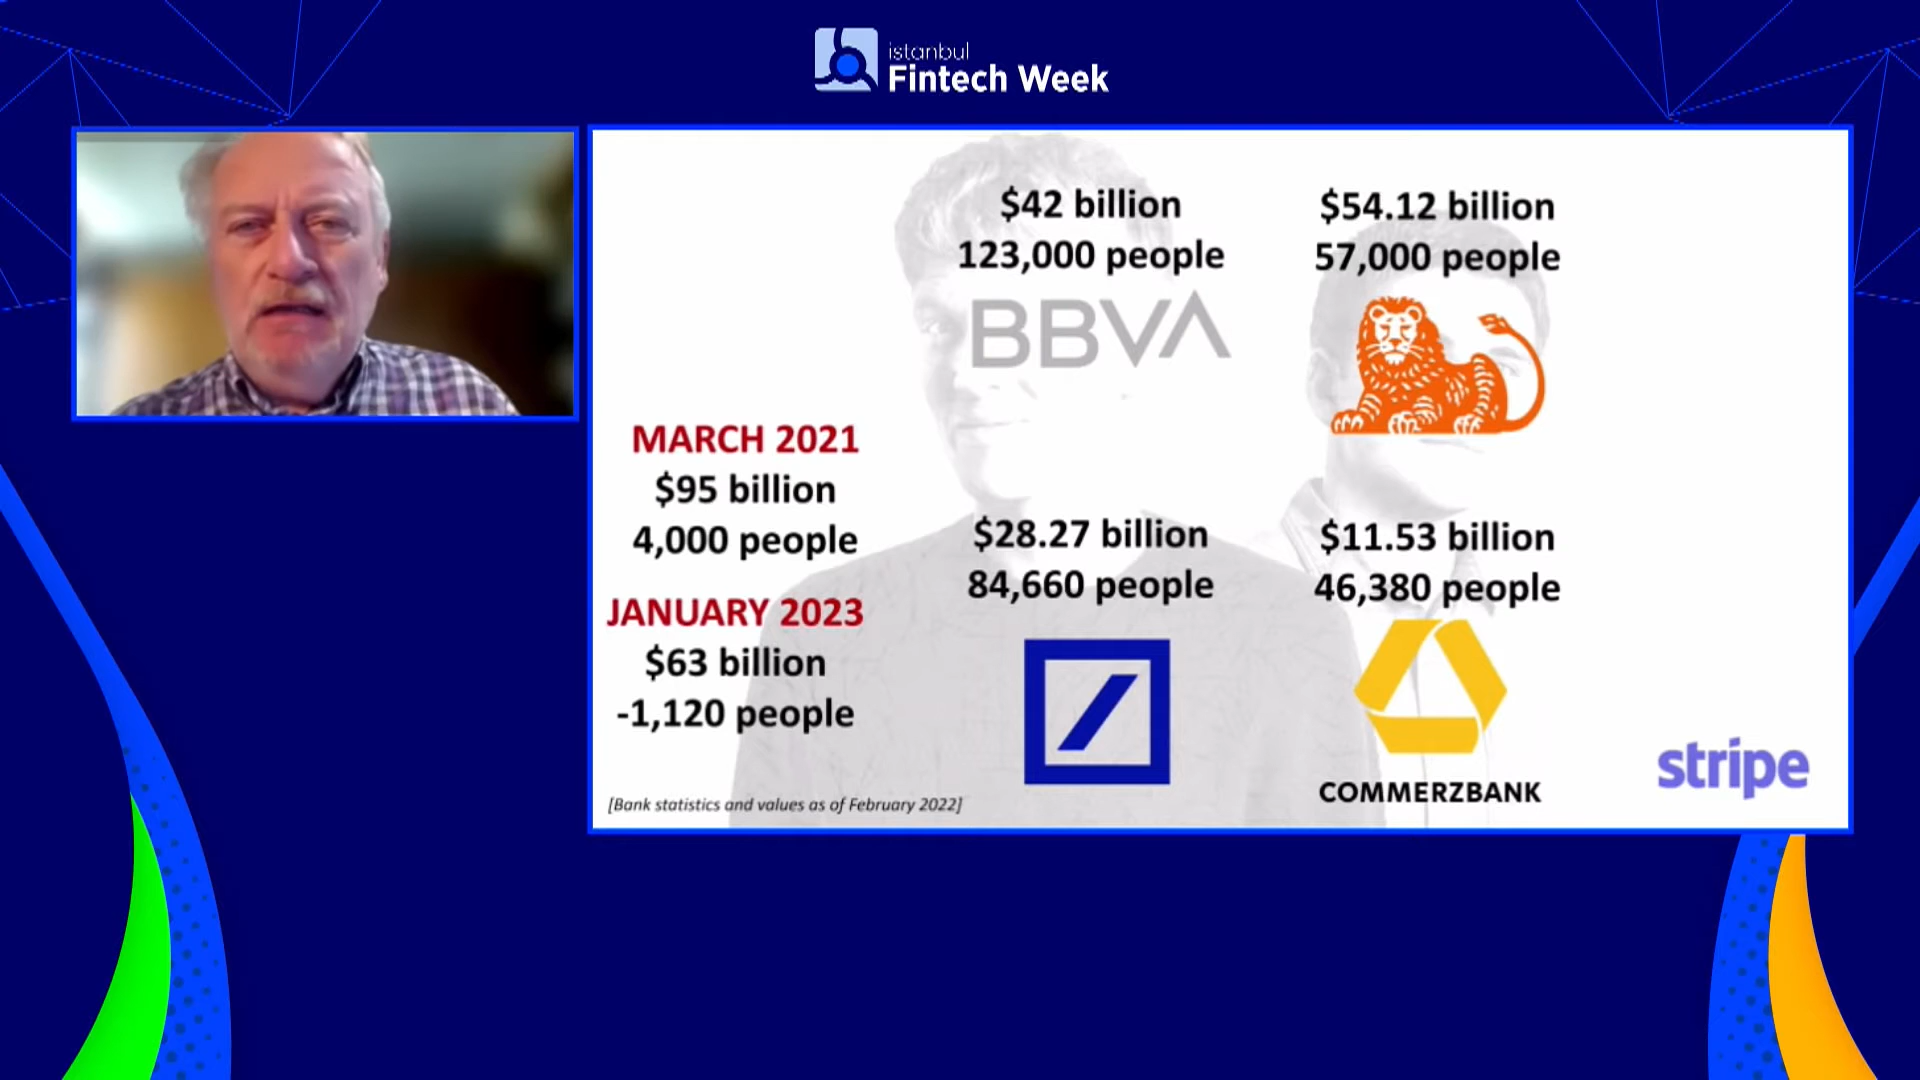 istanbul
Fintech Week
$42 billion
123,000 people
BBVA
$54.12 billion
57,000 people
MARCH 2021
$95 billion
4,000 people
JANUARY 2023
$63 billion
-1,120 people
$28.27 billion
84,660 people
$11.53 billion
46,380 people
COMMERZBANK
stripe
[Bank statistics and values as of February 2022]